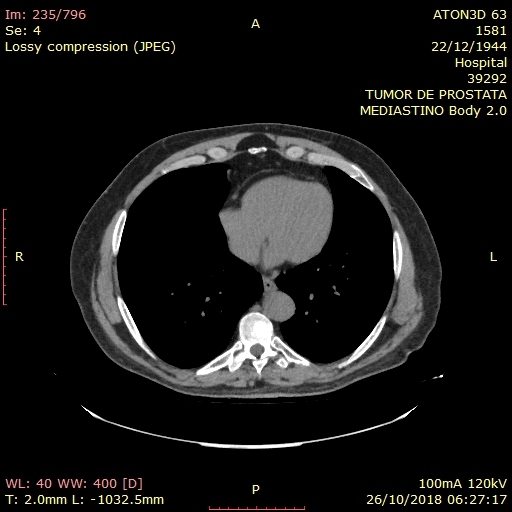 Im: 235/796
Se: 4
Lossy compression (JPEG)
A
ATON3D 63
1581
22/12/1944
Hospital
39292
TUMOR DE PROSTATA
MEDIASTINO Body 2.0
R
L
WL: 40 WW: 400 [D]
T: 2.0mm L: -1032.5mm
P
100mA 120kV
26/10/2018 06:27:17